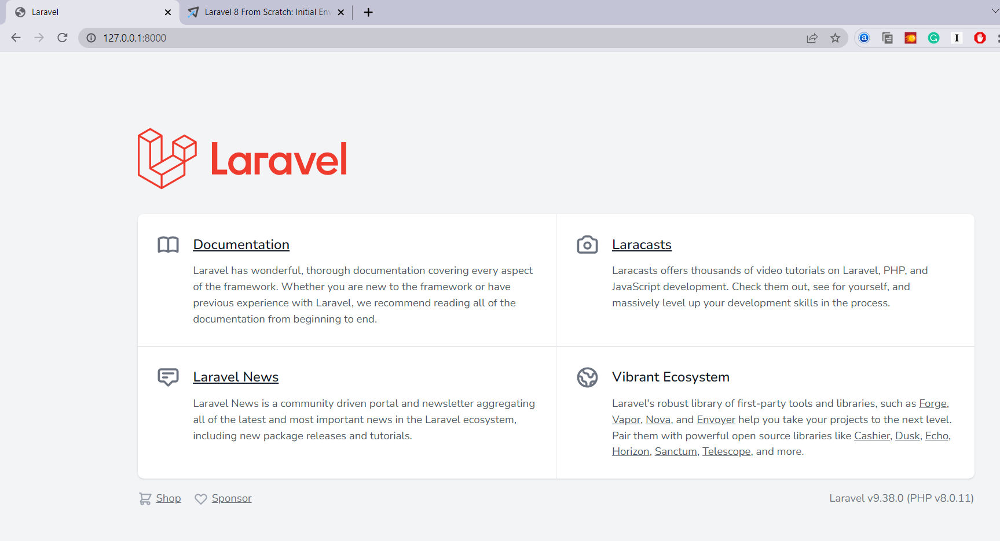 Laravel
Laravel 8 From Scratch: Initial Env
127.0.0.1:8000
Laravel
Documentation
Laravel has wonderful, thorough documentation covering every aspect
of the framework. Whether you are new to the framework or have
previous experience with Laravel, we recommend reading all of the
documentation from beginning to end.
Laracasts
Laracasts offers thousands of video tutorials on Laravel, PHP, and
JavaScript development. Check them out, see for yourself, and
massively level up your development skills in the process.
Laravel News
Laravel News is a community driven portal and newsletter aggregating
all of the latest and most important news in the Laravel ecosystem,
including new package releases and tutorials.
Vibrant Ecosystem
Laravel's robust library of first-party tools and libraries, such as Forge,
Vapor, Nova, and Envoyer help you take your projects to the next level.
Pair them with powerful open source libraries like Cashier, Dusk, Echo,
Horizon, Sanctum, Telescope, and more.
Shop
Sponsor
Laravel v9.38.0 (PHP v8.0.11)